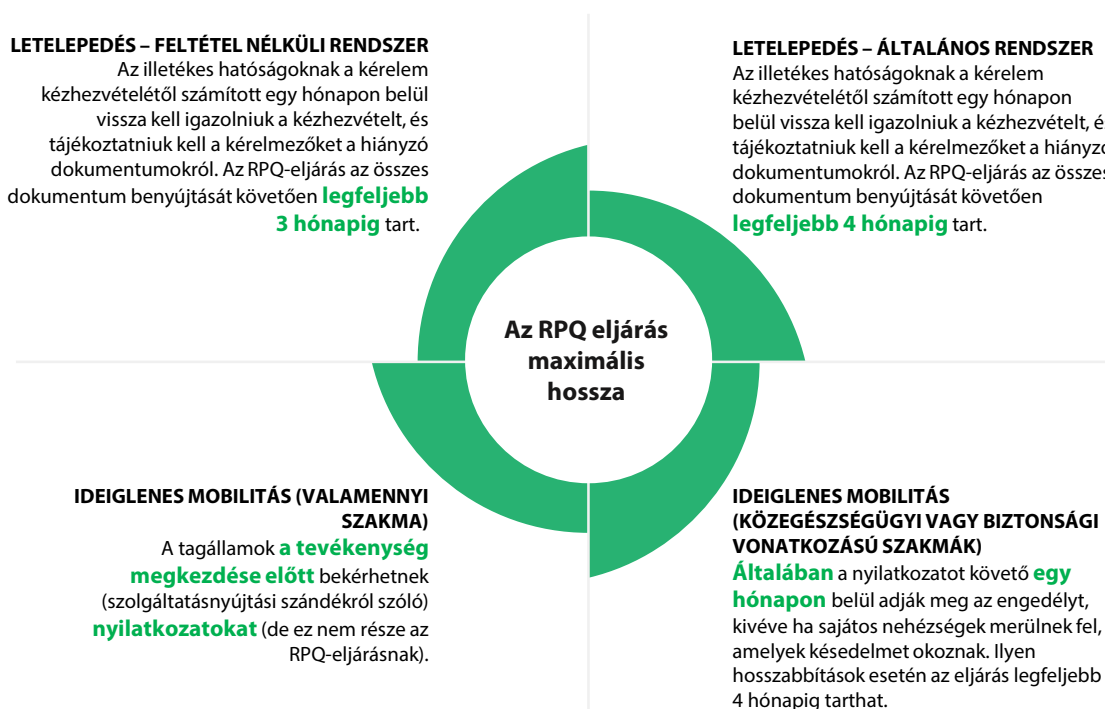 LETELEPEDÉS – FELTÉTEL NÉLKÜLI RENDSZER
Az illetékes hatóságoknak a kérelem
kézhezvételétől számított egy hónapon belül
vissza kell igazolniuk a kézhezvételt, és
tájékoztatniuk kell a kérelmezőket a hiányzó
dokumentumokról. Az RPQ-eljárás az összes
dokumentum benyújtását követően legfeljebb
3 hónapig tart.
LETELEPEDÉS – ÁLTALÁNOS RENDSZER
Az illetékes hatóságoknak a kérelem
kézhezvételétől számított egy hónapon
belül vissza kell igazolniuk a kézhezvételt, és
tájékoztatniuk kell a kérelmezőket a hiányzó
dokumentumokról. Az RPQ-eljárás az összes
dokumentum benyújtását követően
legfeljebb 4 hónapig tart.
Az RPQ eljárás
maximális
hossza
IDEIGLENES MOBILITÁS (VALAMENNYI
SZAKMA)
A tagállamok a tevékenység
megkezdése előtt bekérhetnek
(szolgáltatásnyújtási szándékról szóló)
nyilatkozatokat (de ez nem része az
RPQ-eljárásnak).
IDEIGLENES MOBILITÁS
(KÖZEGÉSZSÉGÜGYI VAGY BIZTONSÁGI
VONATKOZÁSÚ SZAKMÁK)
Általában a nyilatkozatot követő egy
hónapon belül adják meg az engedélyt,
kivéve ha sajátos nehézségek merülnek fel,
amelyek késedelmet okoznak. Ilyen
hosszabbítások esetén az eljárás legfeljebb
4 hónapig tarthat.